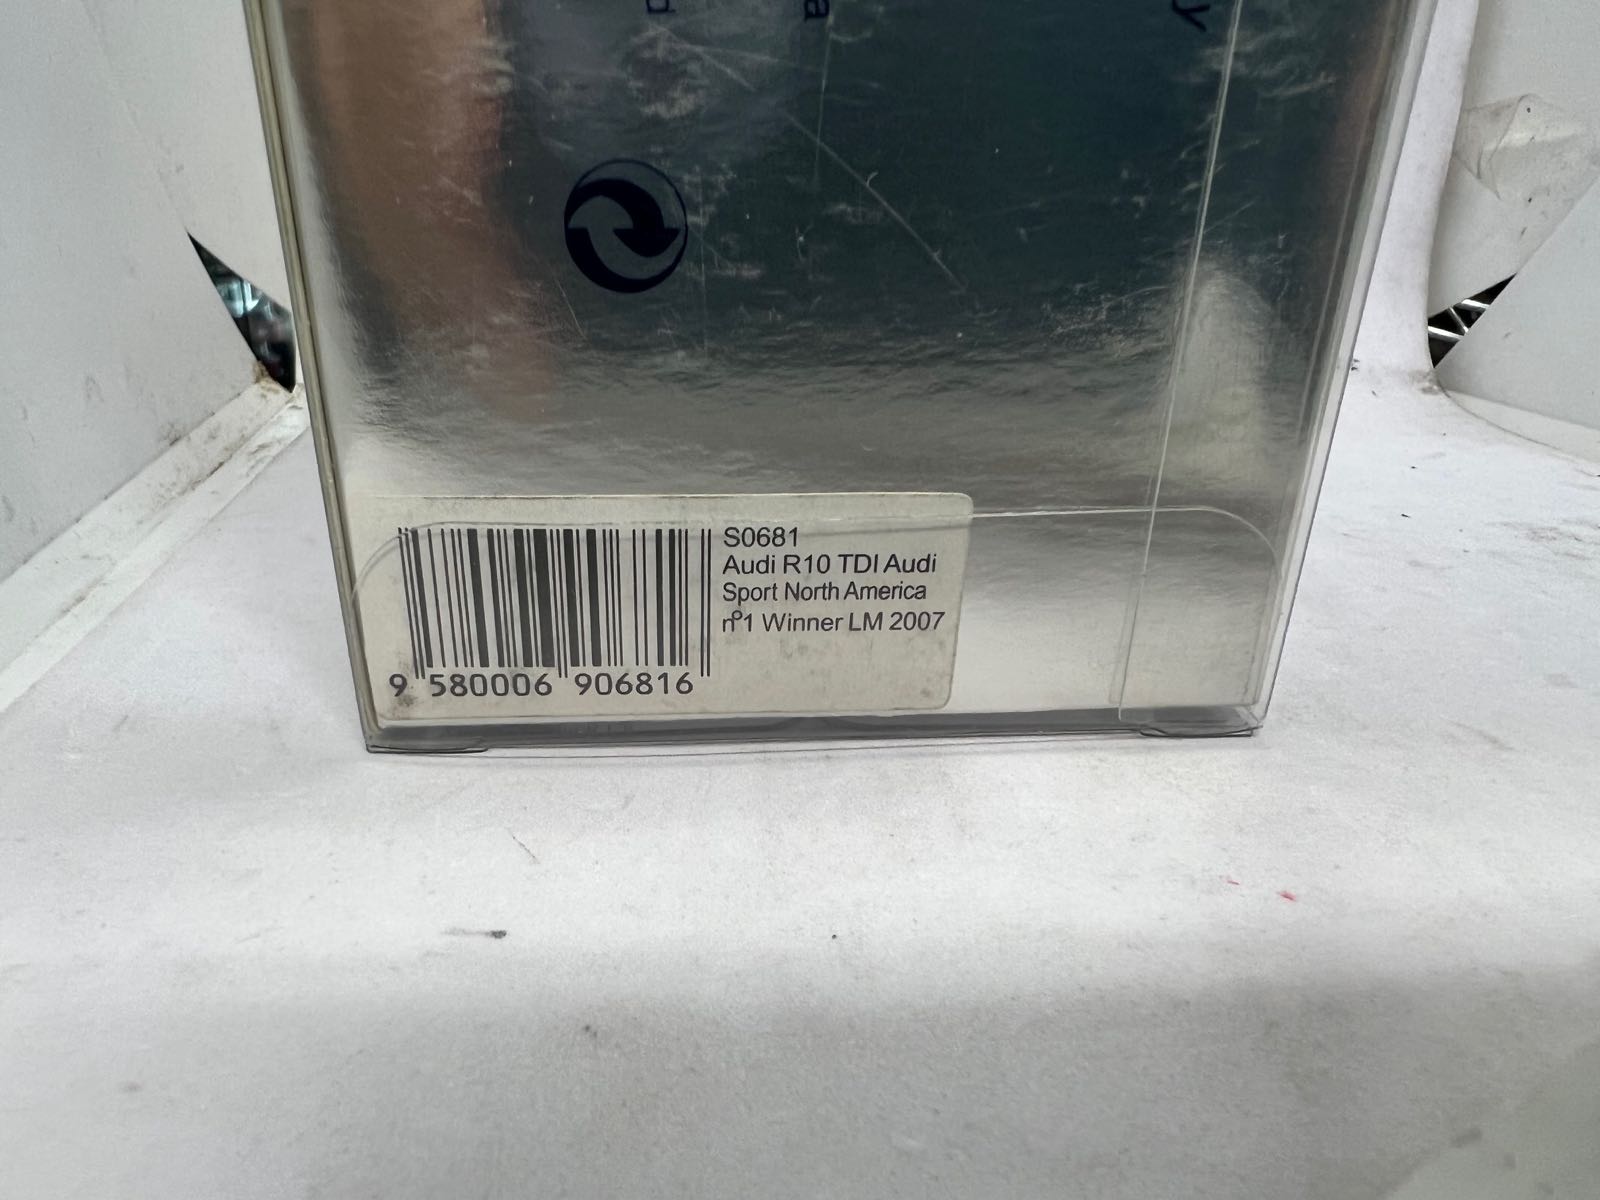 S0681
Audi R10 TDI Audi
Sport North America
nº1 Winner LM 2007
9 580006 906816